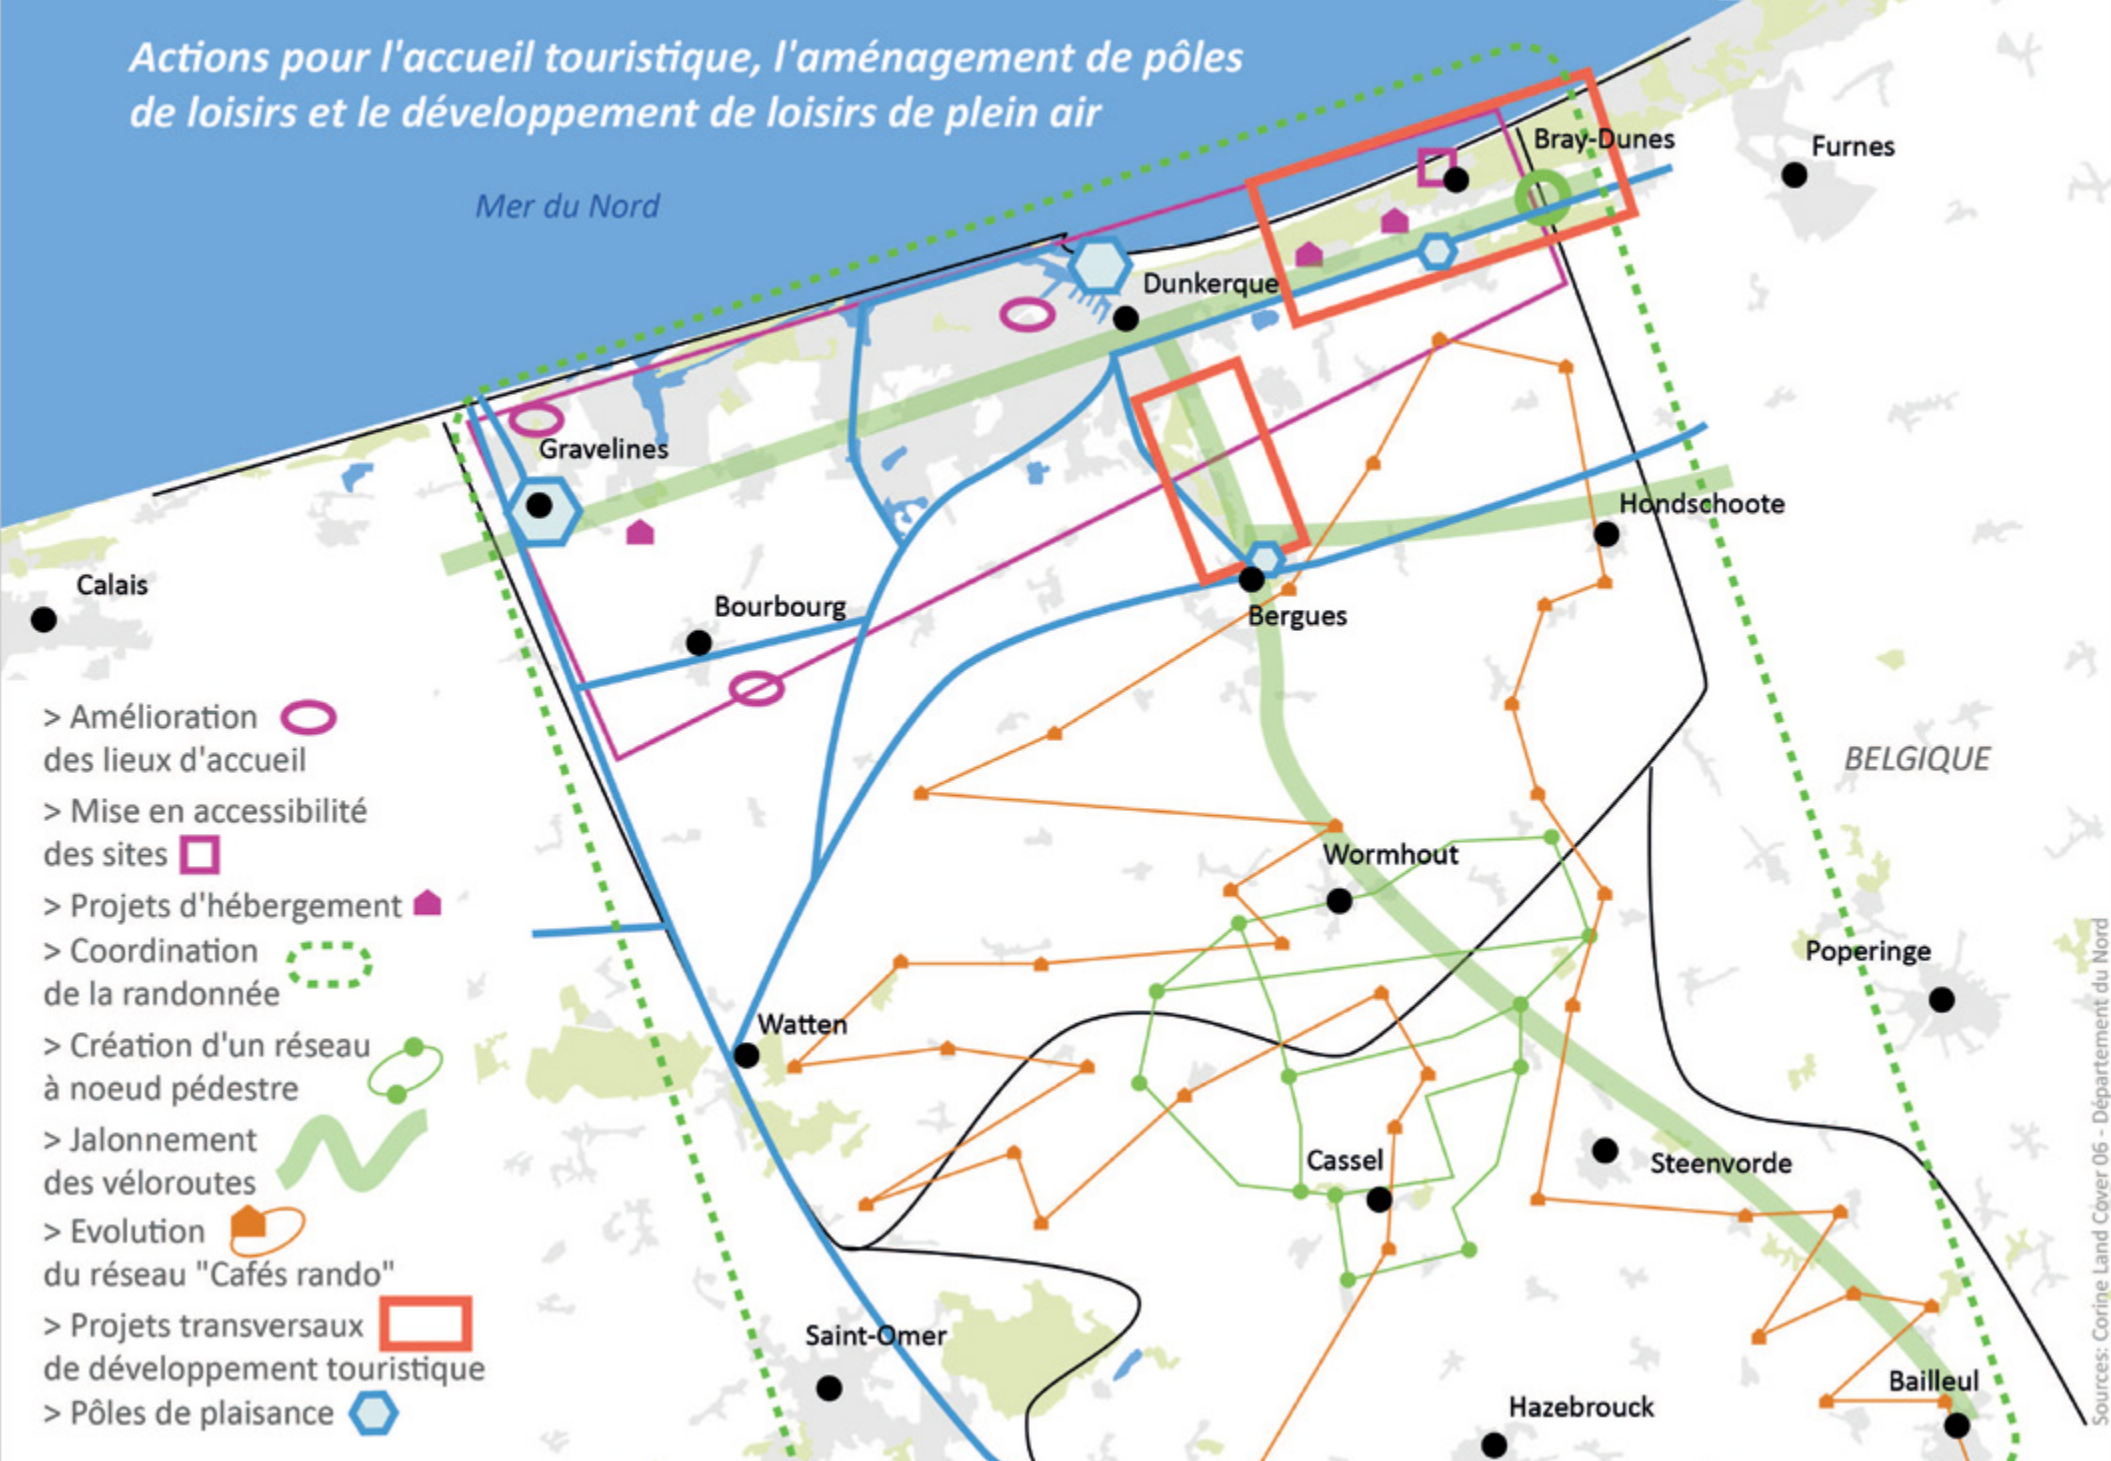 Actions pour l'accueil touristique, l'aménagement de pôles
de loisirs et le développement de loisirs de plein air
Mer du Nord
Bray-Dunes
Furnes
Dunkerque
Gravelines
Hondschoote
Calais
Bourbourg
Bergues
BELGIQUE
Wormhout
Poperinge
Watten
Cassel
Steenvorde
Saint-Omer
Bailleul
Hazebrouck
> Amélioration
des lieux d'accueil
> Mise en accessibilité
des sites
> Projets d'hébergement
> Coordination
de la randonnée
> Création d'un réseau
à noeud pédestre
> Jalonnement
des véloroutes
> Evolution
du réseau "Cafés rando"
> Projets transversaux
de développement touristique
> Pôles de plaisance
Sources: Corine Land Cover 06 - Département du Nord